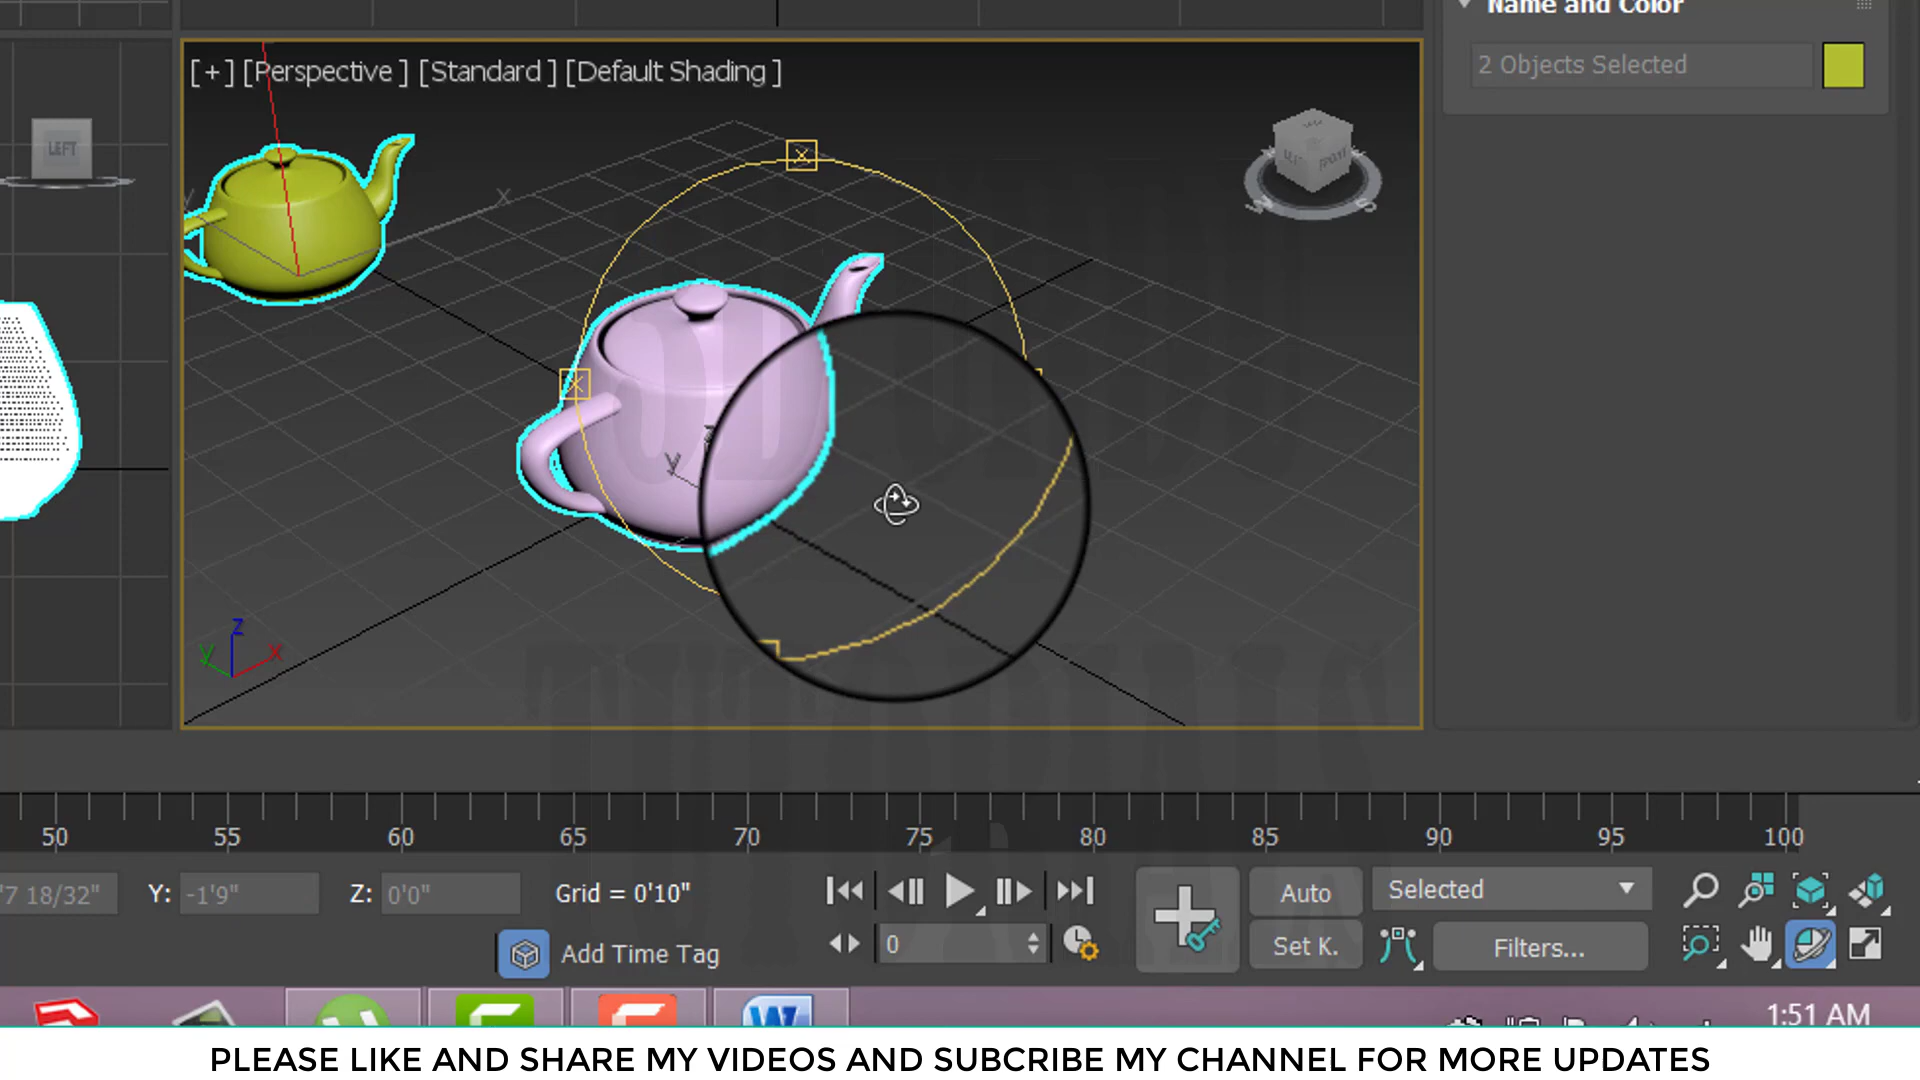 Name and Color
[ + ] [Perspective ] [Standard ] [Default Shading ]
2 Objects Selected
LEFT
FRONT
W
S
X
y
z
y
z
y
x
50 55 60 65 70 75 80 85 90 95 100
'7 18/32" Y: -1'9" Z: 0'0" Grid = 0'10"
Auto
Selected
0
Add Time Tag
Set K.
Filters...
W
1:51 AM
PLEASE LIKE AND SHARE MY VIDEOS AND SUBCRIBE MY CHANNEL FOR MORE UPDATES